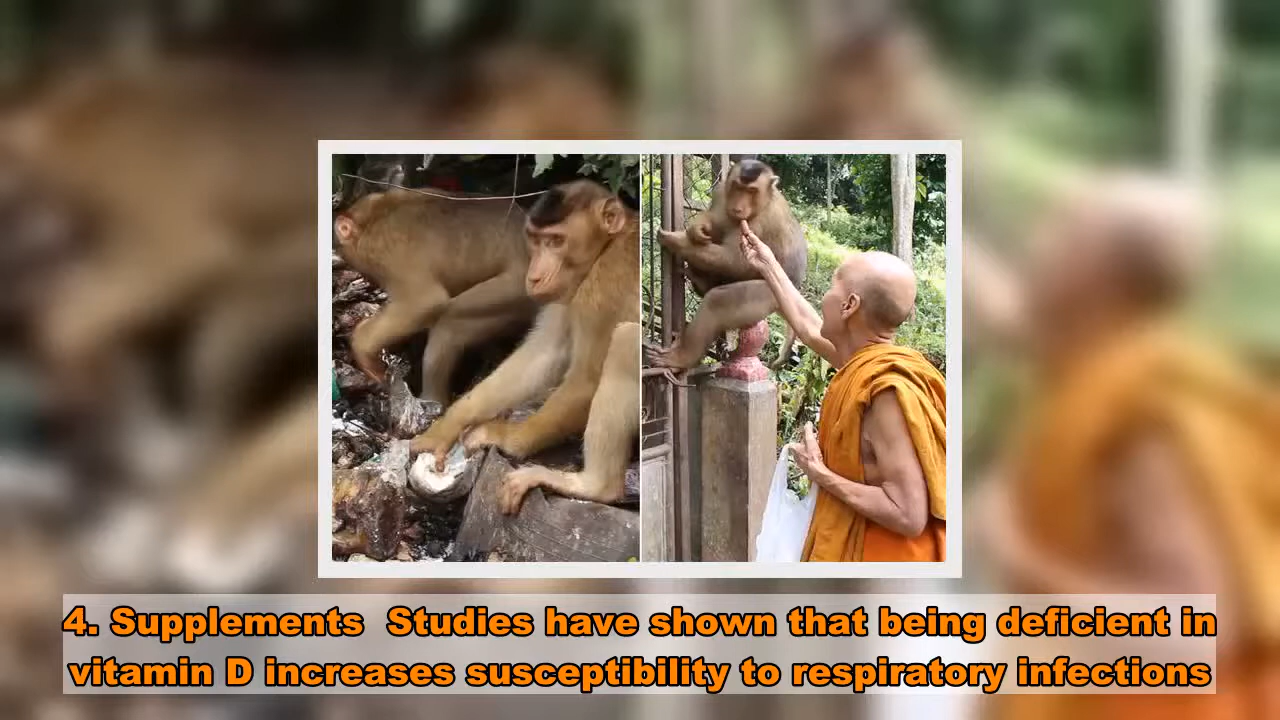 4. Supplements  Studies have shown that being deficient in
vitamin D increases susceptibility to respiratory infections